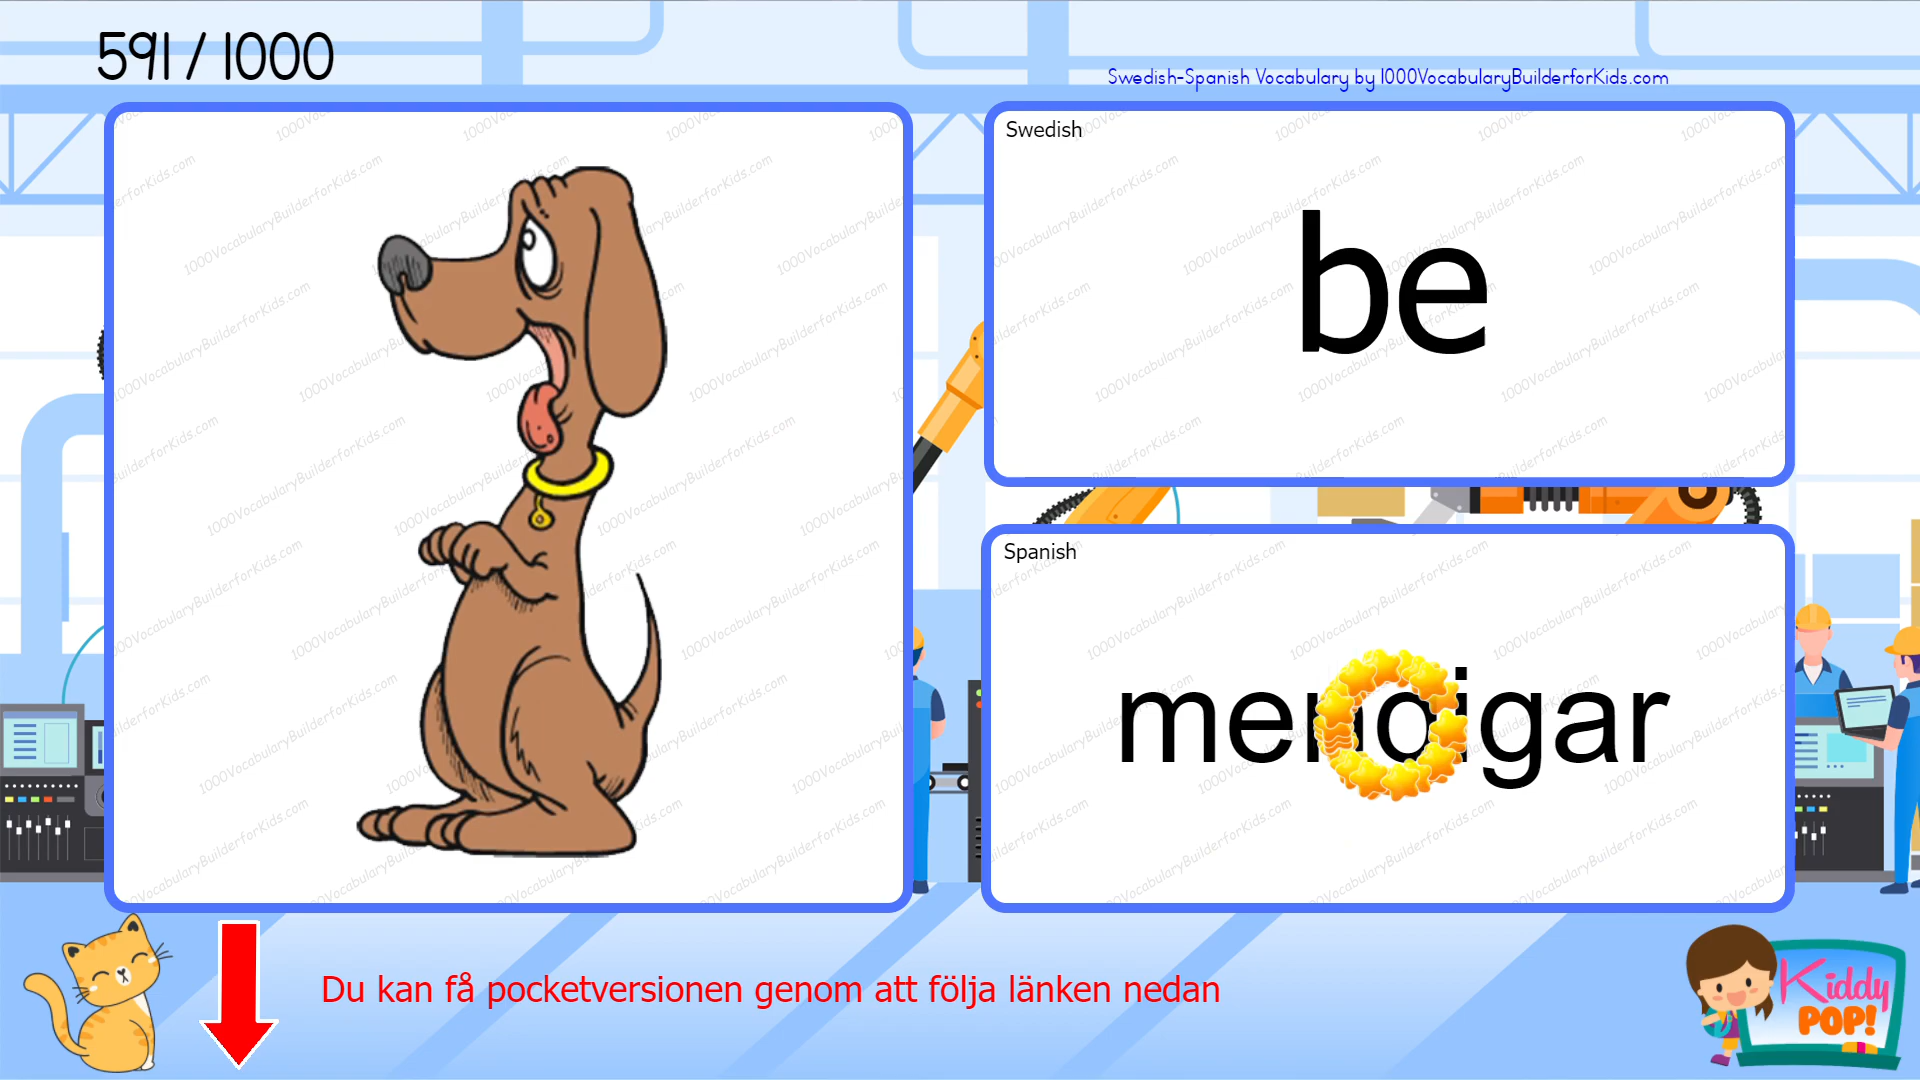 591 / 1000
Swedish-Spanish Vocabulary by 1000VocabularyBuilderforKids.com
Swedish
be
Spanish
mendigar
Du kan få pocketversionen genom att följa länken nedan
Kiddy
POP!